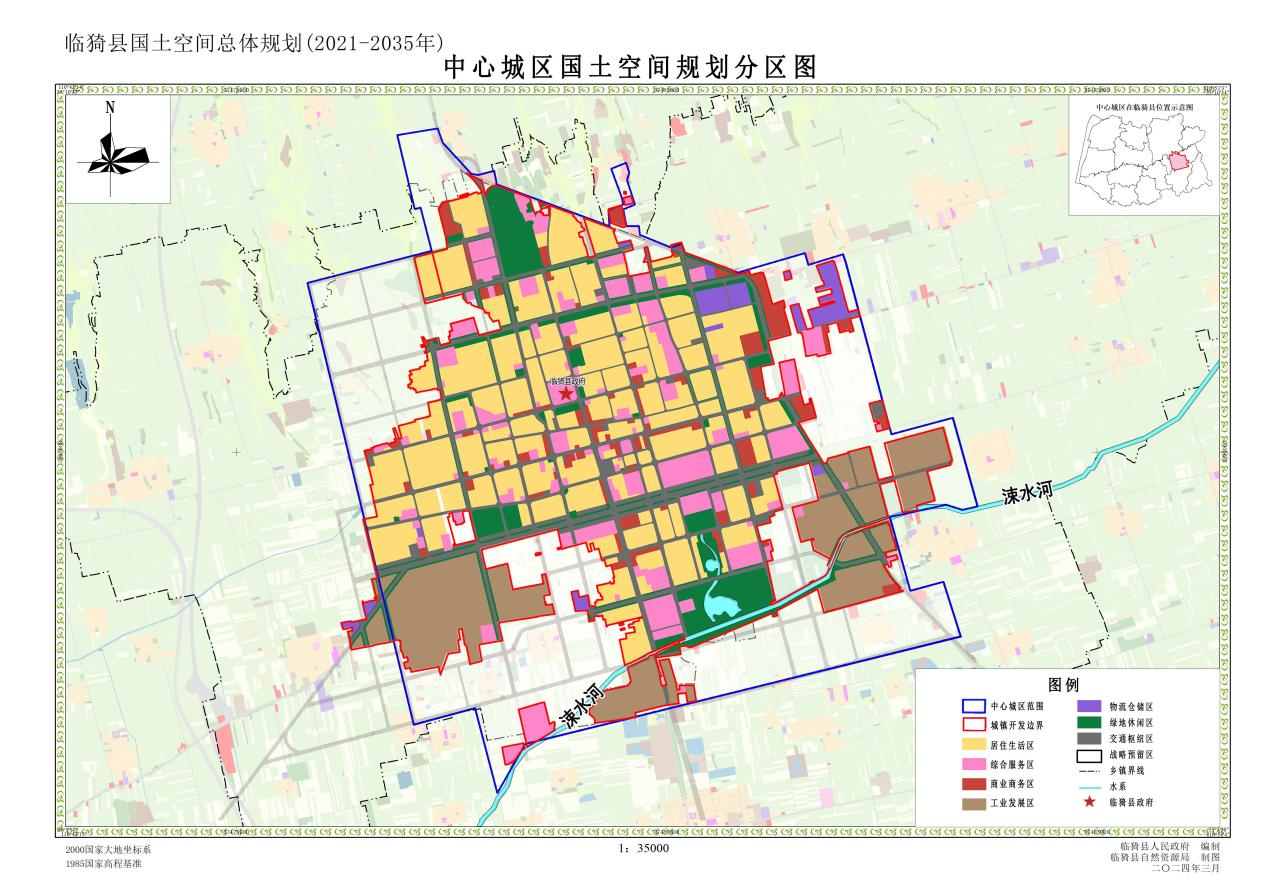 临猗县国土空间总体规划(2021-2035年)
中心城区国土空间规划分区图
N
中心城区在临猗县位置示意图
临猗县政府
涑水河
涑水河
图例
中心城区范围
城镇开发边界
居住生活区
综合服务区
商业商务区
工业发展区
物流仓储区
绿地休闲区
交通枢纽区
战略预留区
乡镇界线
水系
临猗县政府
2000国家大地坐标系
1985国家高程基准
1: 35000
临猗县人民政府 编制
临猗县自然资源局 制图
二〇二四年三月